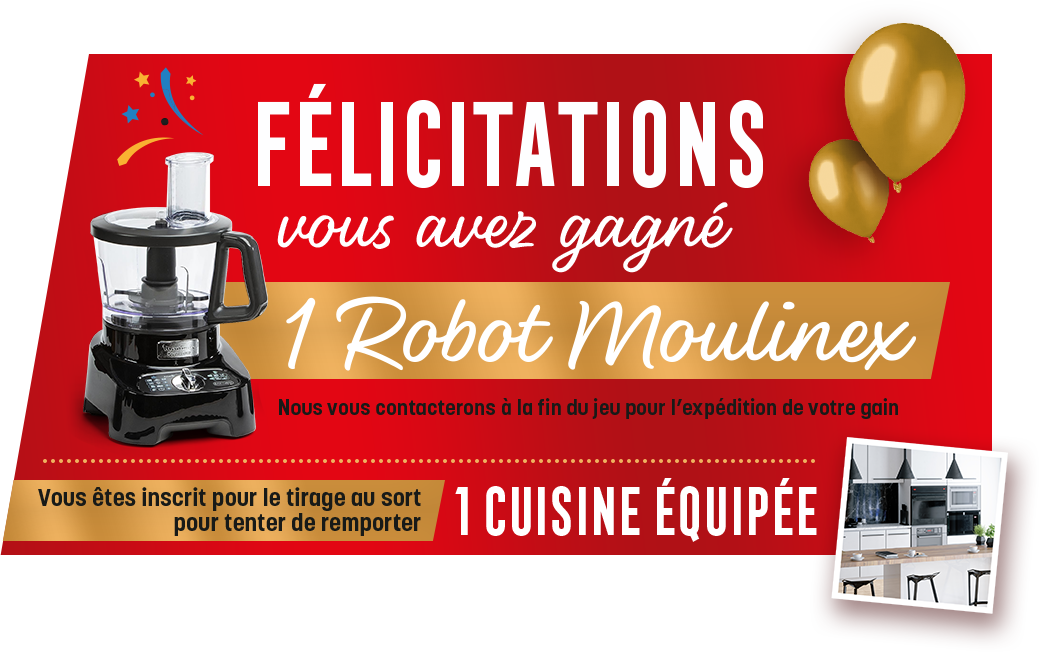 FÉLICITATIONS
vous avez gagné
1 Robot Moulinex
Nous vous contacterons à la fin du jeu pour l'expédition de votre gain
Vous êtes inscrit pour le tirage au sort
pour tenter de remporter
1 CUISINE ÉQUIPÉE